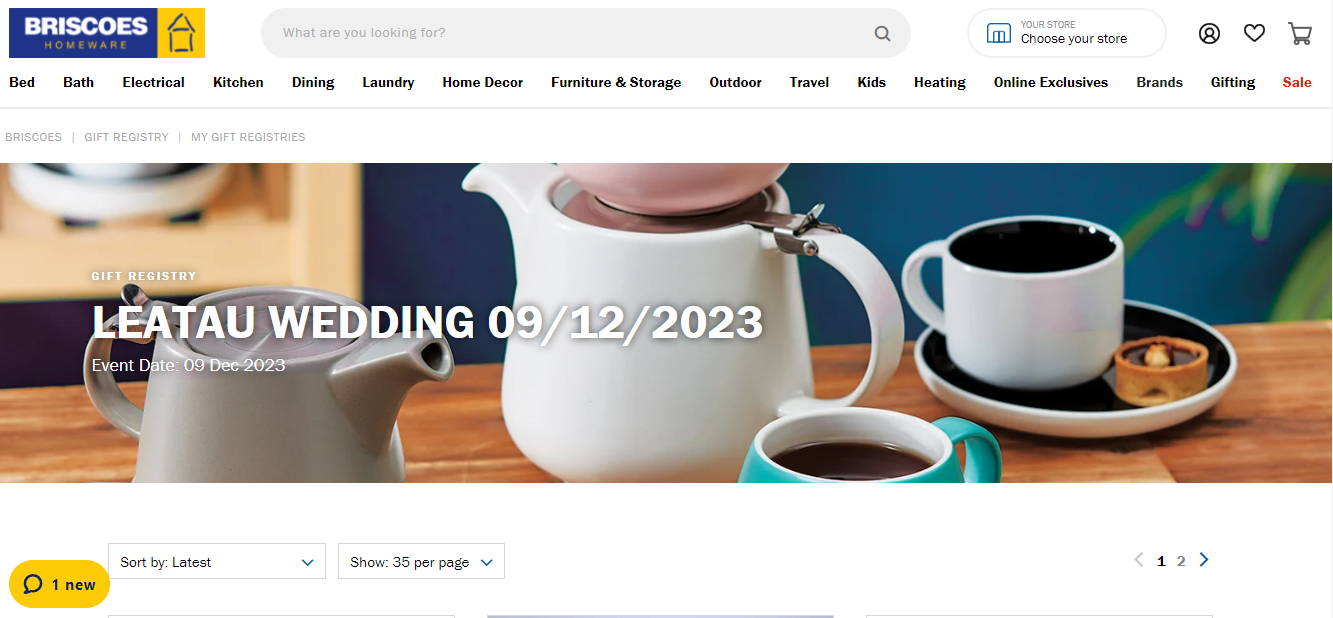 BRISCOES
HOMEWARE
What are you looking for?
YOUR STORE
Choose your store
Bed Bath Electrical Kitchen Dining Laundry Home Decor Furniture & Storage Outdoor Travel Kids Heating Online Exclusives Brands Gifting Sale
BRISCOES | GIFT REGISTRY | MY GIFT REGISTRIES
GIFT REGISTRY
LEATAU WEDDING 09/12/2023
Event Date: 09 Dec 2023
Sort by: Latest Show: 35 per page 1 2
1 new